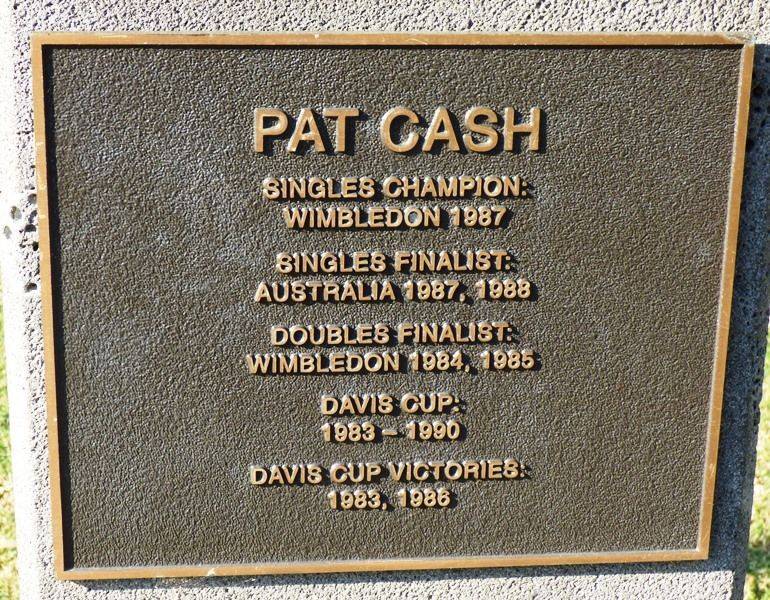 PAT CASH
SINGLES CHAMPION:
WIMBLEDON 1987
SINGLES FINALIST:
AUSTRALIA 1987, 1988
DOUBLES FINALIST:
WIMBLEDON 1984, 1985
DAVIS CUP:
1983 – 1990
DAVIS CUP VICTORIES:
1983, 1986